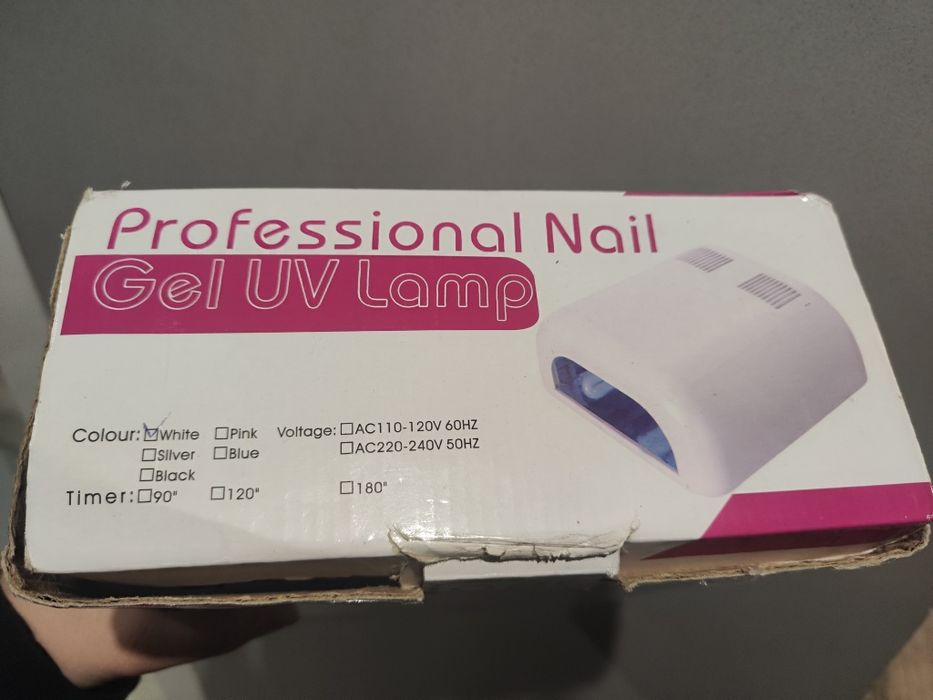 Professional Nail
Gel UV Lamp
Colour: ☑White ☐Pink Voltage: ☐AC110-120V 60HZ
☐Silver ☐Blue ☐AC220-240V 50HZ
☐Black
Timer: ☐90" ☐120" ☐180"